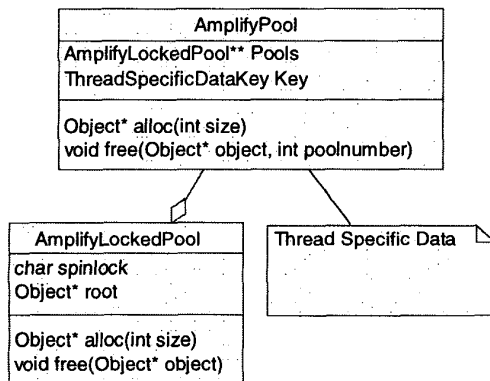 AmplifyPool
AmplifyLockedPool** Pools
ThreadSpecificDataKey Key
Object* alloc(int size)
void free(Object* object, int poolnumber)
AmplifyLockedPool
char spinlock
Object* root
Object* alloc(int size)
void free(Object* object)
Thread Specific Data